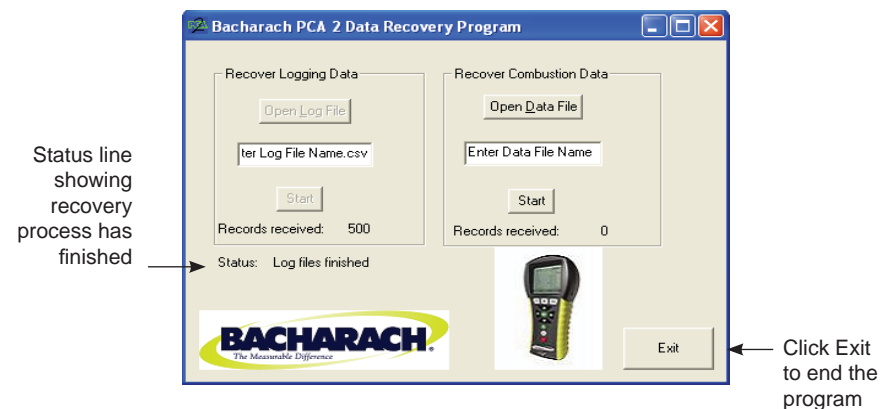 Bacharach PCA 2 Data Recovery Program
Recover Logging Data
Open Log File
ter Log File Name.csv
Start
Records received: 500
Recover Combustion Data
Open Data File
Enter Data File Name
Start
Records received: 0
Status line
showing
recovery
process has
finished
Status: Log files finished
BACHARACH
The Measurable Difference
Exit
Click Exit
to end the
program